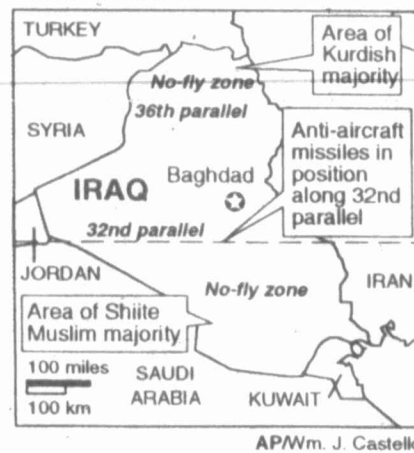 TURKEY
Area of
Kurdish
majority
No-fly zone
36th parallel
SYRIA
Anti-aircraft
missiles in
position
along 32nd
parallel
Baghdad
IRAQ
32nd parallel
JORDAN
No-fly zone
IRAN
Area of Shiite
Muslim majority
100 miles
100 km
SAUDI
ARABIA
KUWAIT
AP/Wm. J. Castell